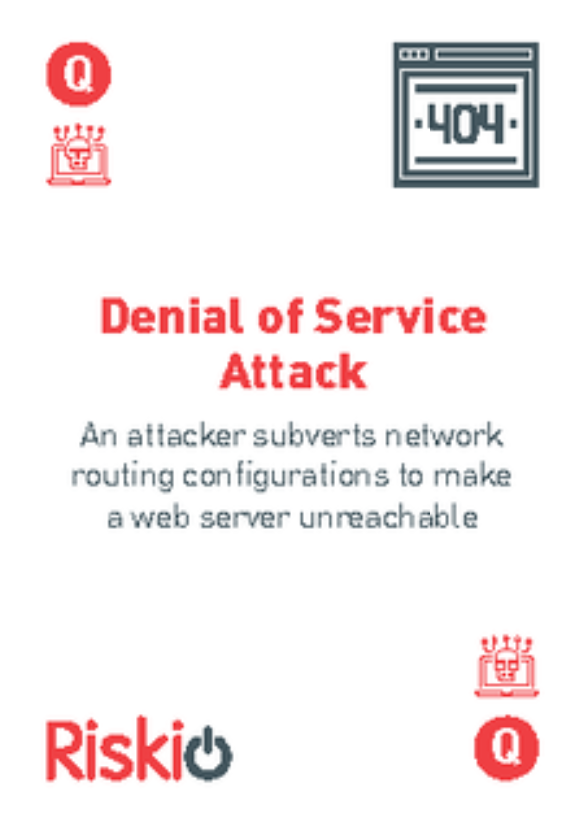 Q
404
Denial of Service
Attack
An attacker subverts network
routing configurations to make
a web server unreachable
Riskio
Q